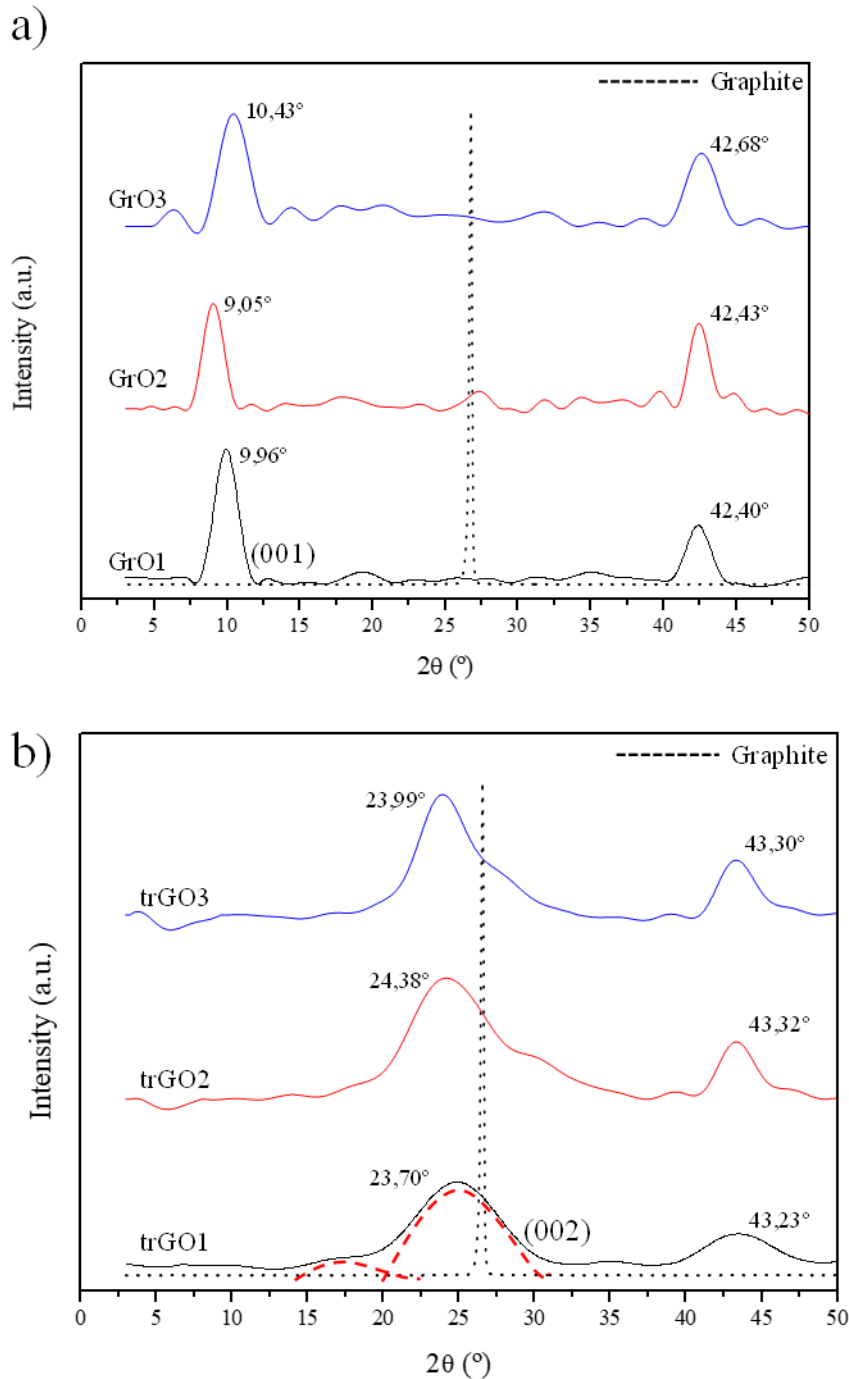 a)
Graphite
10,43°
42,68°
GrO3
9,05°
42,43°
GrO2
9,96°
42,40°
(001)
GrO1
Intensity (a.u.)
0 5 10 15 20 25 30 35 40 45 50
2θ (º)
b)
Graphite
23,99°
43,30°
trGO3
24,38°
43,32°
trGO2
23,70°
(002)
43,23°
trGO1
Intensity (a.u.)
0 5 10 15 20 25 30 35 40 45 50
2θ (º)